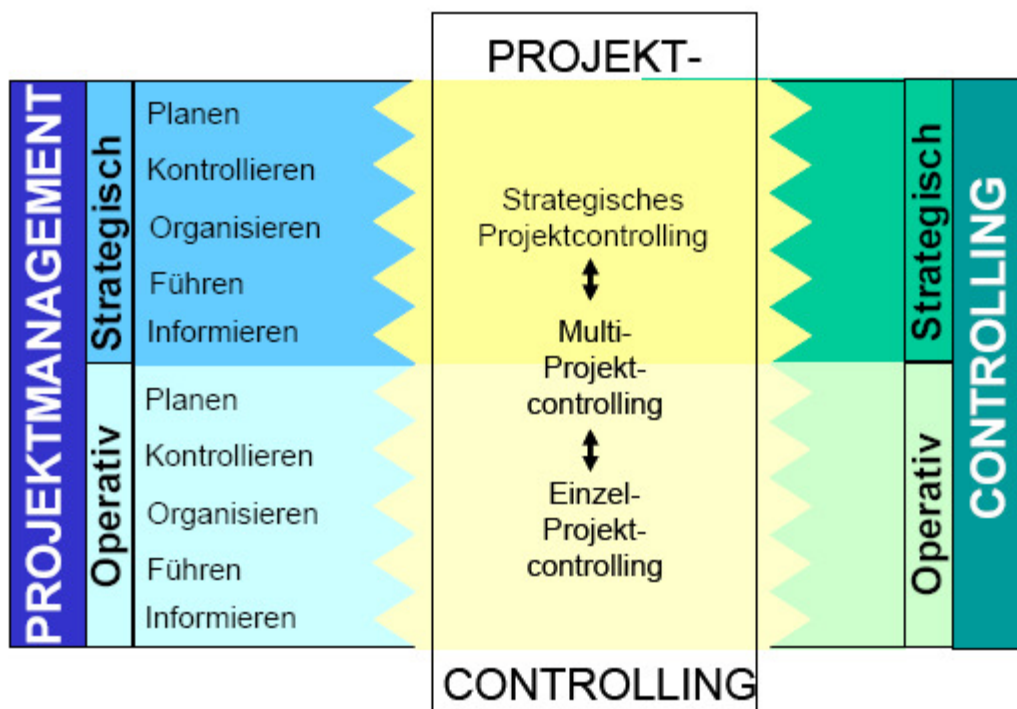 PROJEKT-
PROJEKTMANAGEMENT
Strategisch
Planen
Kontrollieren
Organisieren
Führen
Informieren
Operativ
Planen
Kontrollieren
Organisieren
Führen
Informieren
Strategisches
Projektcontrolling
Multi-
Projekt-
controlling
Einzel-
Projekt-
controlling
Strategisch
Operativ
CONTROLLING
CONTROLLING